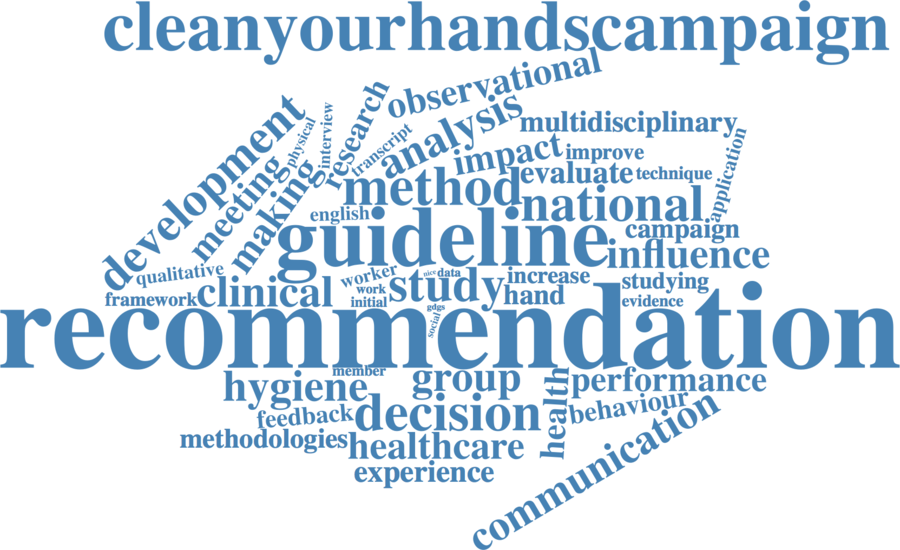 cleanyourhandscampaign
observational
research
development
analysis
multidisciplinary
physical
interview
transcript
impact
improve
application
meeting
making
method
evaluate
technique
national
english
guideline
campaign
influence
qualitative
worker
nice
data
increase
studying
framework
clinical
work
study
hand
initial
evidence
gdgs
social
recommendation
member
hygiene
group
health
performance
feedback
decision
behaviour
methodologies
healthcare
communication
experience